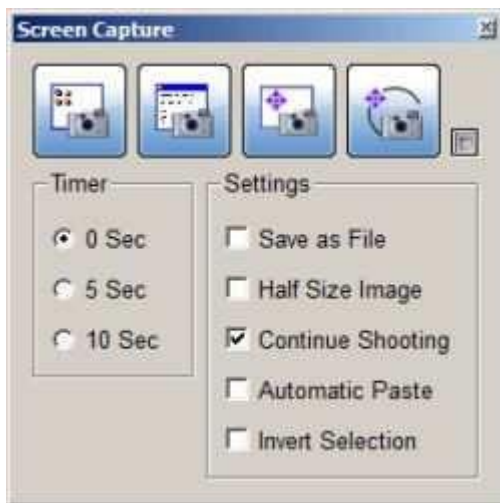 Screen Capture
Timer
0 Sec
5 Sec
10 Sec
Settings
Save as File
Half Size Image
Continue Shooting
Automatic Paste
Invert Selection